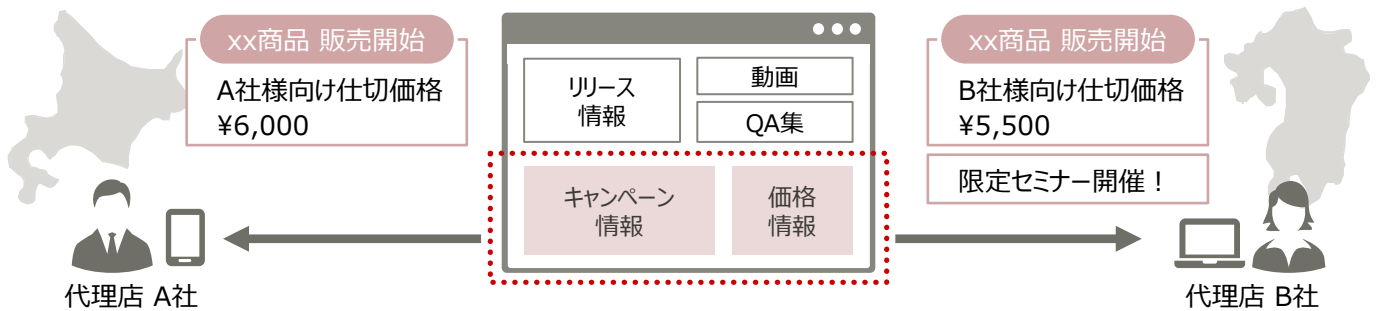 xx商品 販売開始
A社様向け仕切価格
¥6,000
代理店 A社
リリース
情報
動画
QA集
キャンペーン
情報
価格
情報
xx商品 販売開始
B社様向け仕切価格
¥5,500
限定セミナー開催！
代理店 B社